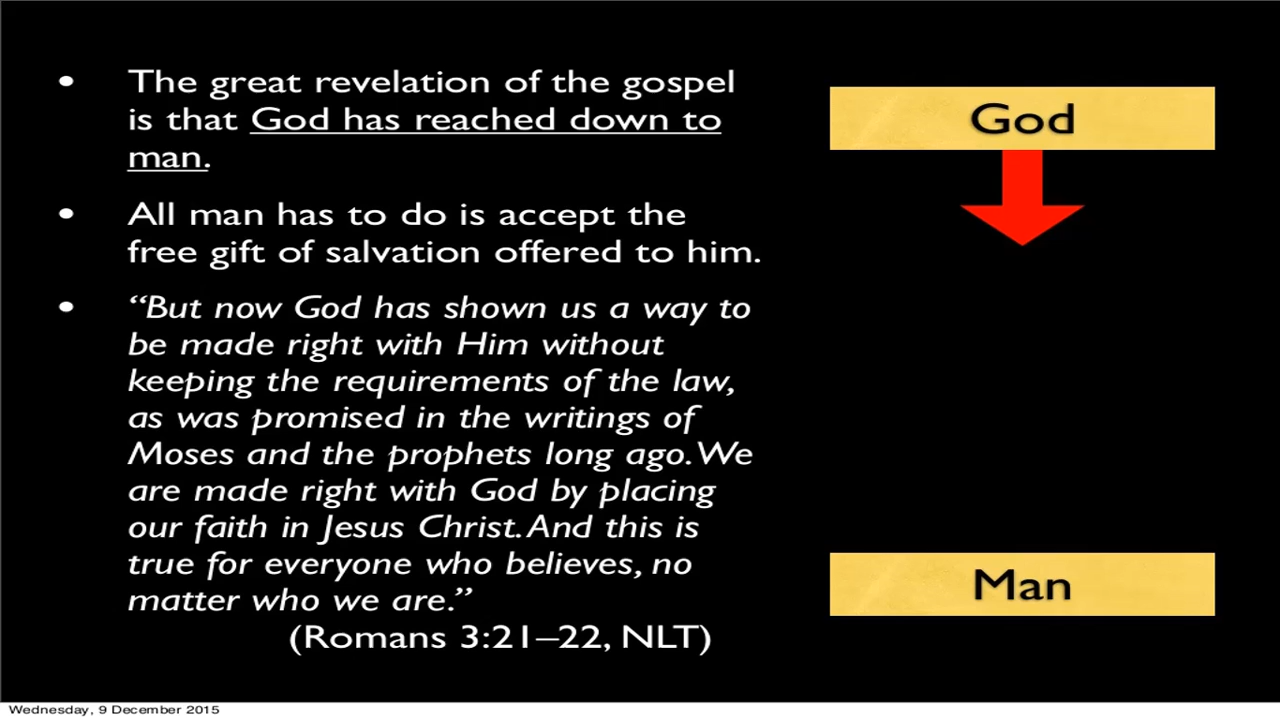 • The great revelation of the gospel
is that God has reached down to
man.
• All man has to do is accept the
free gift of salvation offered to him.
• “But now God has shown us a way to
be made right with Him without
keeping the requirements of the law,
as was promised in the writings of
Moses and the prophets long ago. We
are made right with God by placing
our faith in Jesus Christ. And this is
true for everyone who believes, no
matter who we are.”
(Romans 3:21–22, NLT)
God
Man
Wednesday, 9 December 2015